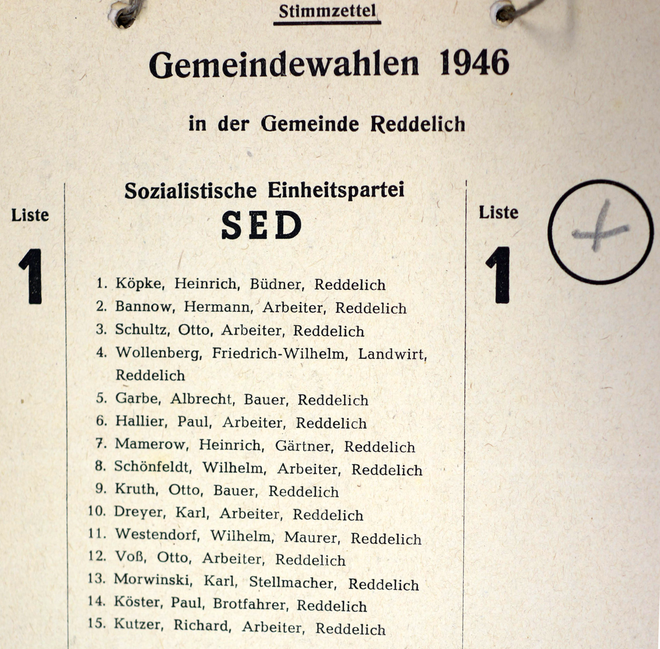 Stimmzettel
Gemeindewahlen 1946
in der Gemeinde Reddelich
Sozialistische Einheitspartei
SED
Liste
1
Liste
1
1. Köpke, Heinrich, Büdner, Reddelich
2. Bannow, Hermann, Arbeiter, Reddelich
3. Schultz, Otto, Arbeiter, Reddelich
4. Wollenberg, Friedrich-Wilhelm, Landwirt,
Reddelich
5. Garbe, Albrecht, Bauer, Reddelich
6. Hallier, Paul, Arbeiter, Reddelich
7. Mamerow, Heinrich, Gärtner, Reddelich
8. Schönfeldt, Wilhelm, Arbeiter, Reddelich
9. Kruth, Otto, Bauer, Reddelich
10. Dreyer, Karl, Arbeiter, Reddelich
11. Westendorf, Wilhelm, Maurer, Reddelich
12. Voß, Otto, Arbeiter, Reddelich
13. Morwinski, Karl, Stellmacher, Reddelich
14. Köster, Paul, Brotfahrer, Reddelich
15. Kutzer, Richard, Arbeiter, Reddelich